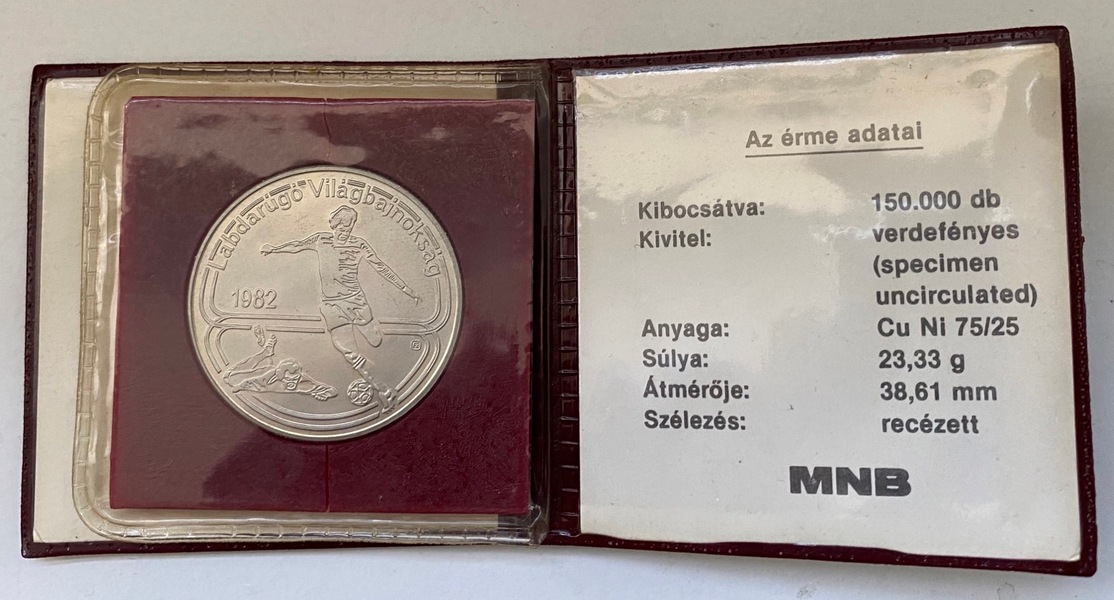 Labdarúgó Világbajnokság
1982
Az érme adatai
Kibocsátva: 150.000 db
Kivitel: verdefényes
(specimen
uncirculated)
Anyaga: Cu Ni 75/25
Súlya: 23,33 g
Átmérője: 38,61 mm
Szélezés: recézett
MNB